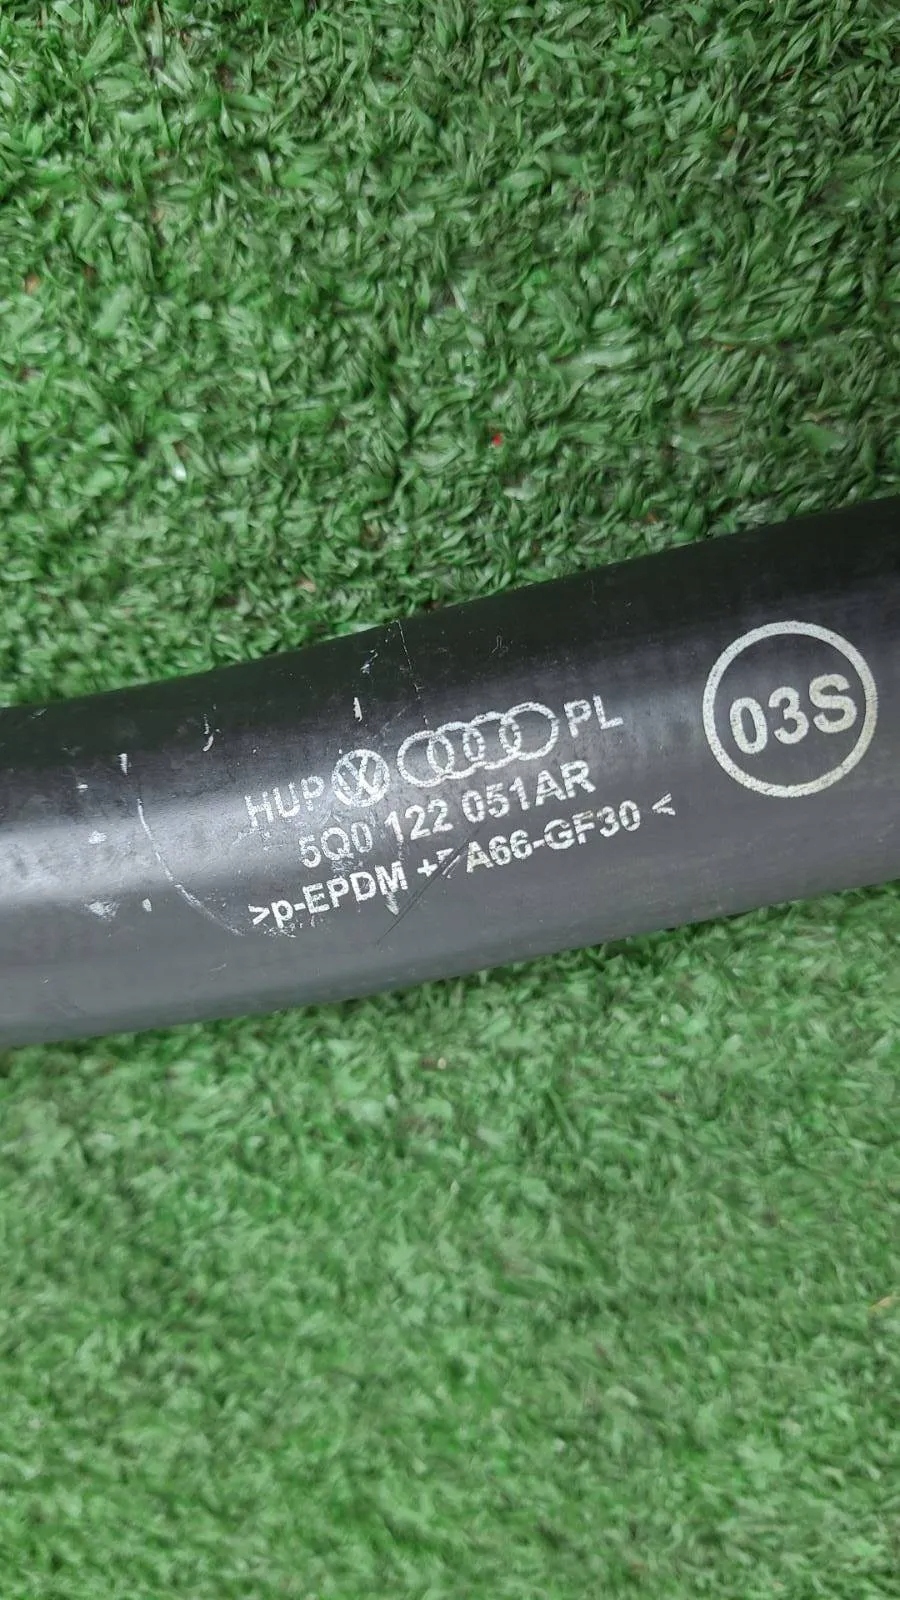 HUP PL
5Q0 122 051AR
>p-EPDM +>PA66-GF30 <
03S